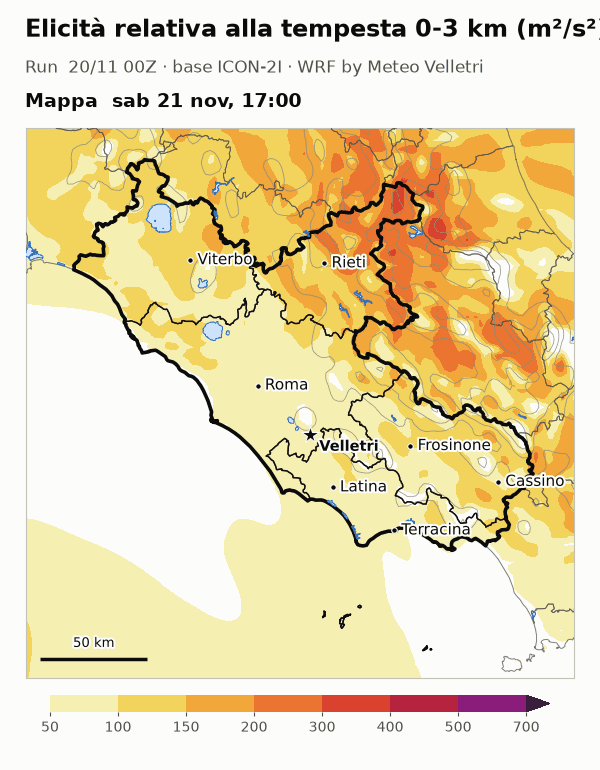 Elicità relativa alla tempesta 0-3 km (m²/s²)
Run 20/11 00Z · base ICON-2I · WRF by Meteo Velletri
Mappa sab 21 nov, 17:00
Viterbo
Rieti
Roma
Velletri
Frosinone
Latina
Cassino
Terracina
50 km
50 100 150 200 300 400 500 700